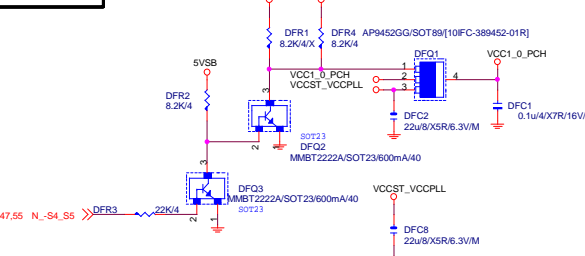 DFR1
8.2K/4/X
DFR4
8.2K/4
AP9452GG/SOT89/[10IFC-389452-01R]
DFQ1
5VSB
VCC1_0_PCH
VCCST_VCCPLL
1
2
3
4
VCC1_0_PCH
DFR2
8.2K/4
3
DFC2
22u/8/X5R/6.3V/M
DFC1
0.1u/4/X7R/16V/
2
1
SOT23
DFQ2
MMBT2222A/SOT23/600mA/40
3
DFQ3
MMBT2222A/SOT23/600mA/40
SOT23
VCCST_VCCPLL
47,55 N_-S4_S5
DFR3
22K/4
2
1
DFC8
22u/8/X5R/6.3V/M